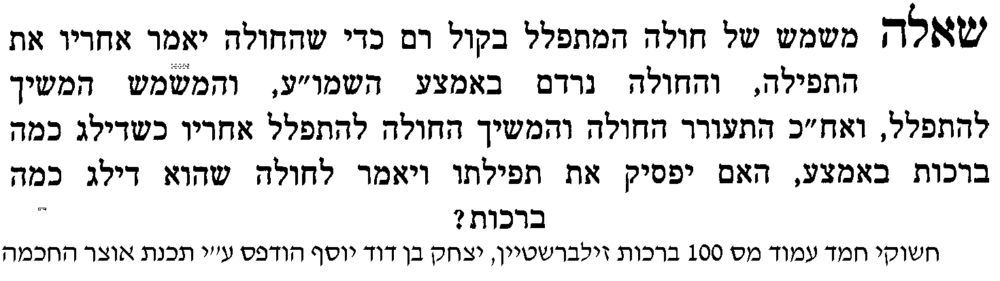 שאלה משמש של חולה המתפלל בקול רם כדי שהחולה יאמר אחריו את
התפילה, והחולה נרדם באמצע השמו״ע, והמשמש המשיך
להתפלל, ואח״כ התעורר החולה והמשיך החולה להתפלל אחריו כשדילג כמה
ברכות באמצע, האם יפסיק את תפילתו ויאמר לחולה שהוא דילג כמה
ברכות?
חשוקי חמד עמוד מס 100 ברכות זילברשטיין, יצחק בן דוד יוסף הודפס ע״י תכנת אוצר החכמה